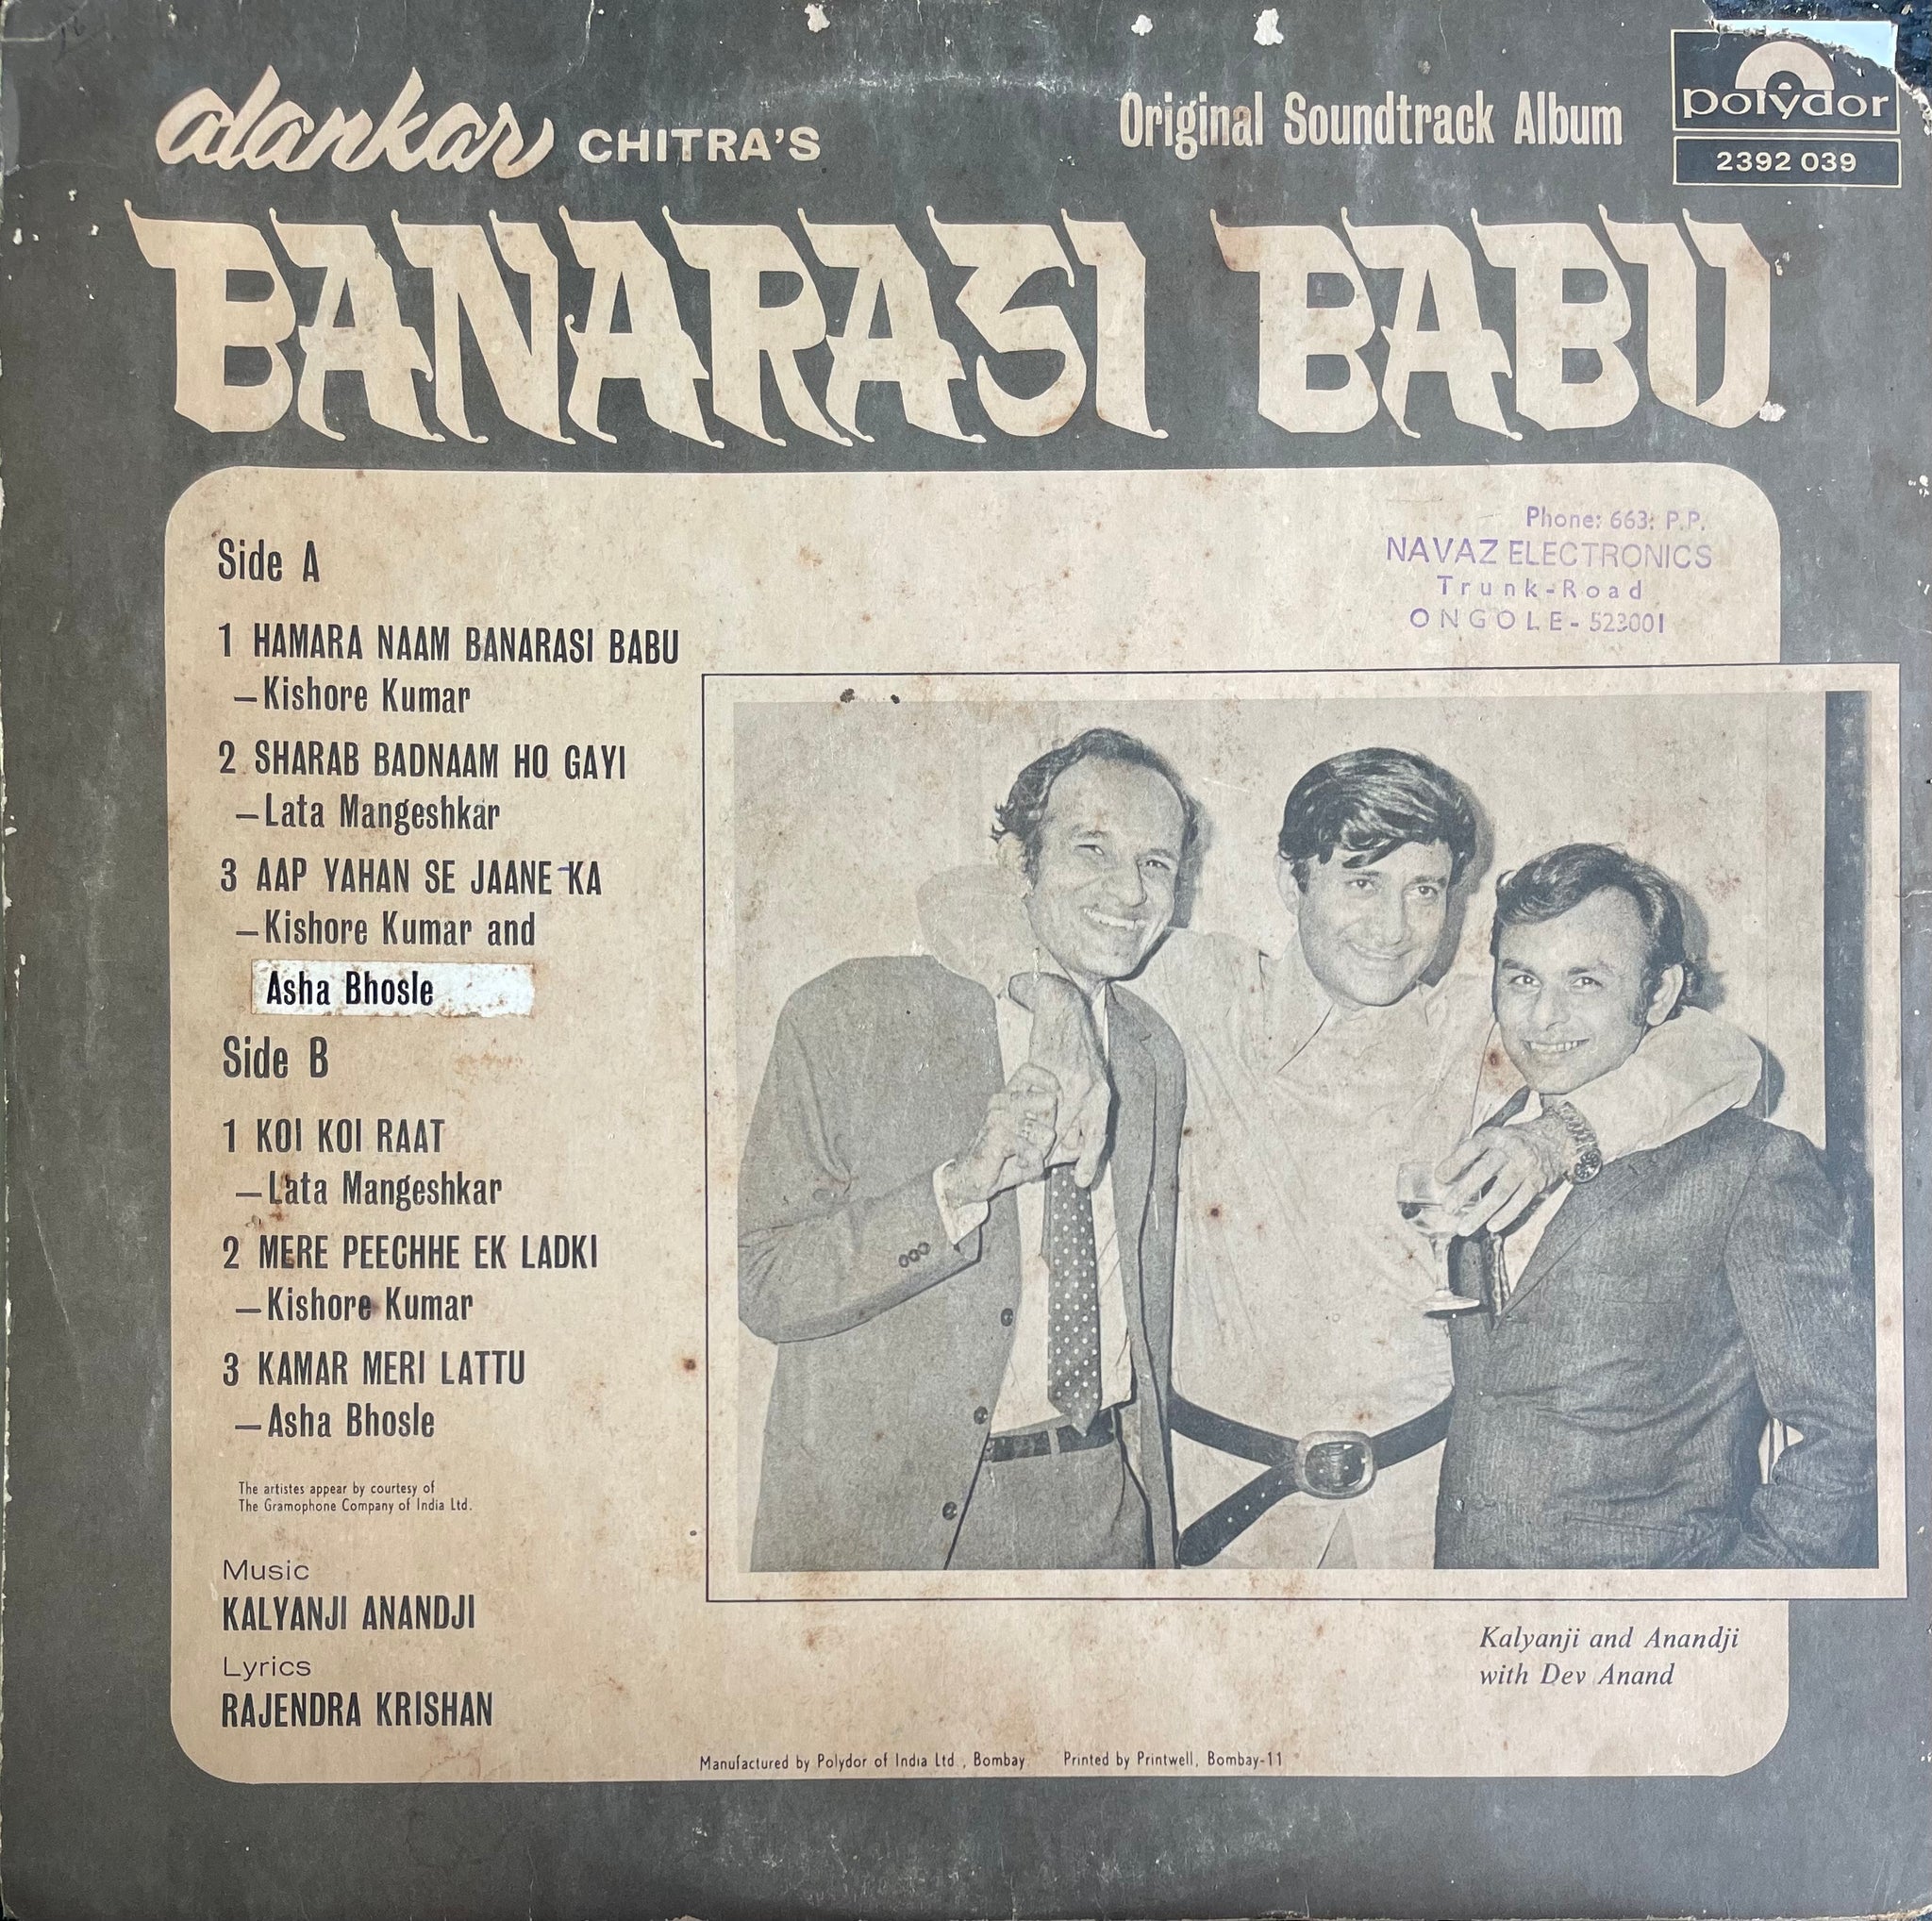 alankar CHITRA'S
Original Soundtrack Album
polydor
2392 039
BANARASI BABU
Phone: 663: P.P.
NAVAZ ELECTRONICS
Trunk-Road
ONGOLE- 523001
Side A
1 HAMARA NAAM BANARASI BABU
—Kishore Kumar
2 SHARAB BADNAAM HO GAYI
—Lata Mangeshkar
3 AAP YAHAN SE JAANE KA
—Kishore Kumar and
Asha Bhosle
Side B
1 KOI KOI RAAT
—Lata Mangeshkar
2 MERE PEECHHE EK LADKI
—Kishore Kumar
3 KAMAR MERI LATTU
—Asha Bhosle
The artistes appear by courtesy of
The Gramophone Company of India Ltd.
Music
KALYANJI ANANDJI
Lyrics
RAJENDRA KRISHAN
Kalyanji and Anandji
with Dev Anand
Manufactured by Polydor of India Ltd., Bombay Printed by Printwell, Bombay-11